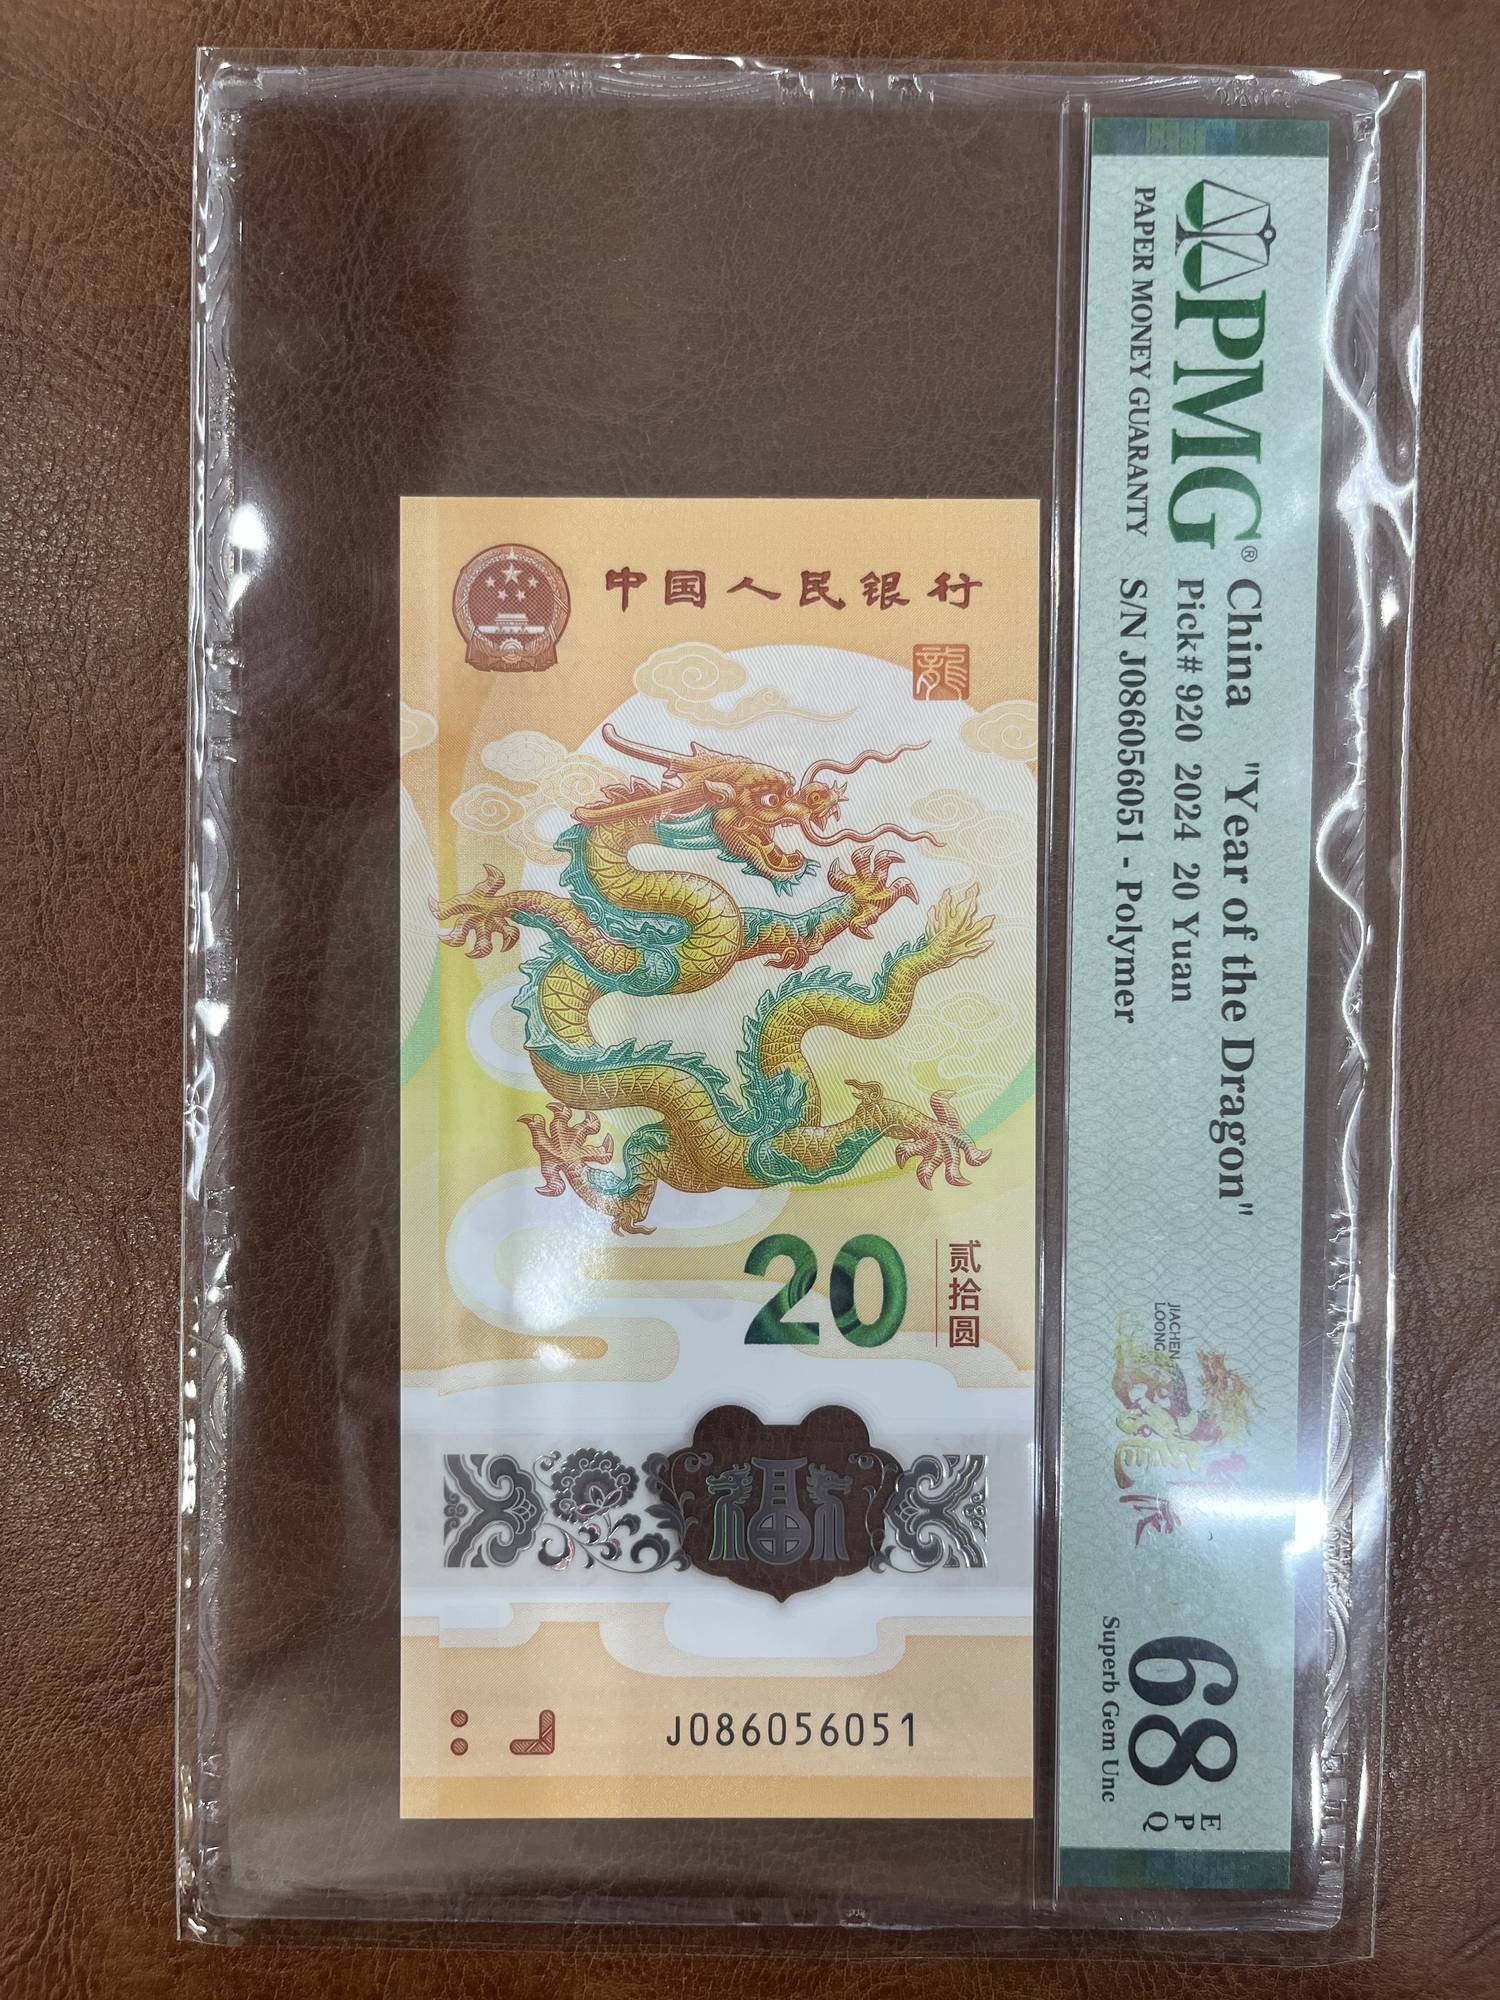 中国人民银行
龍
20
贰拾圆
福
J086056051
PMG®
PAPER MONEY GUARANTY
China "Year of the Dragon"
Pick# 920 2024 20 Yuan
S/N J086056051 - Polymer
JIACHEN
LOONG
68
EPQ
Superb Gem Unc